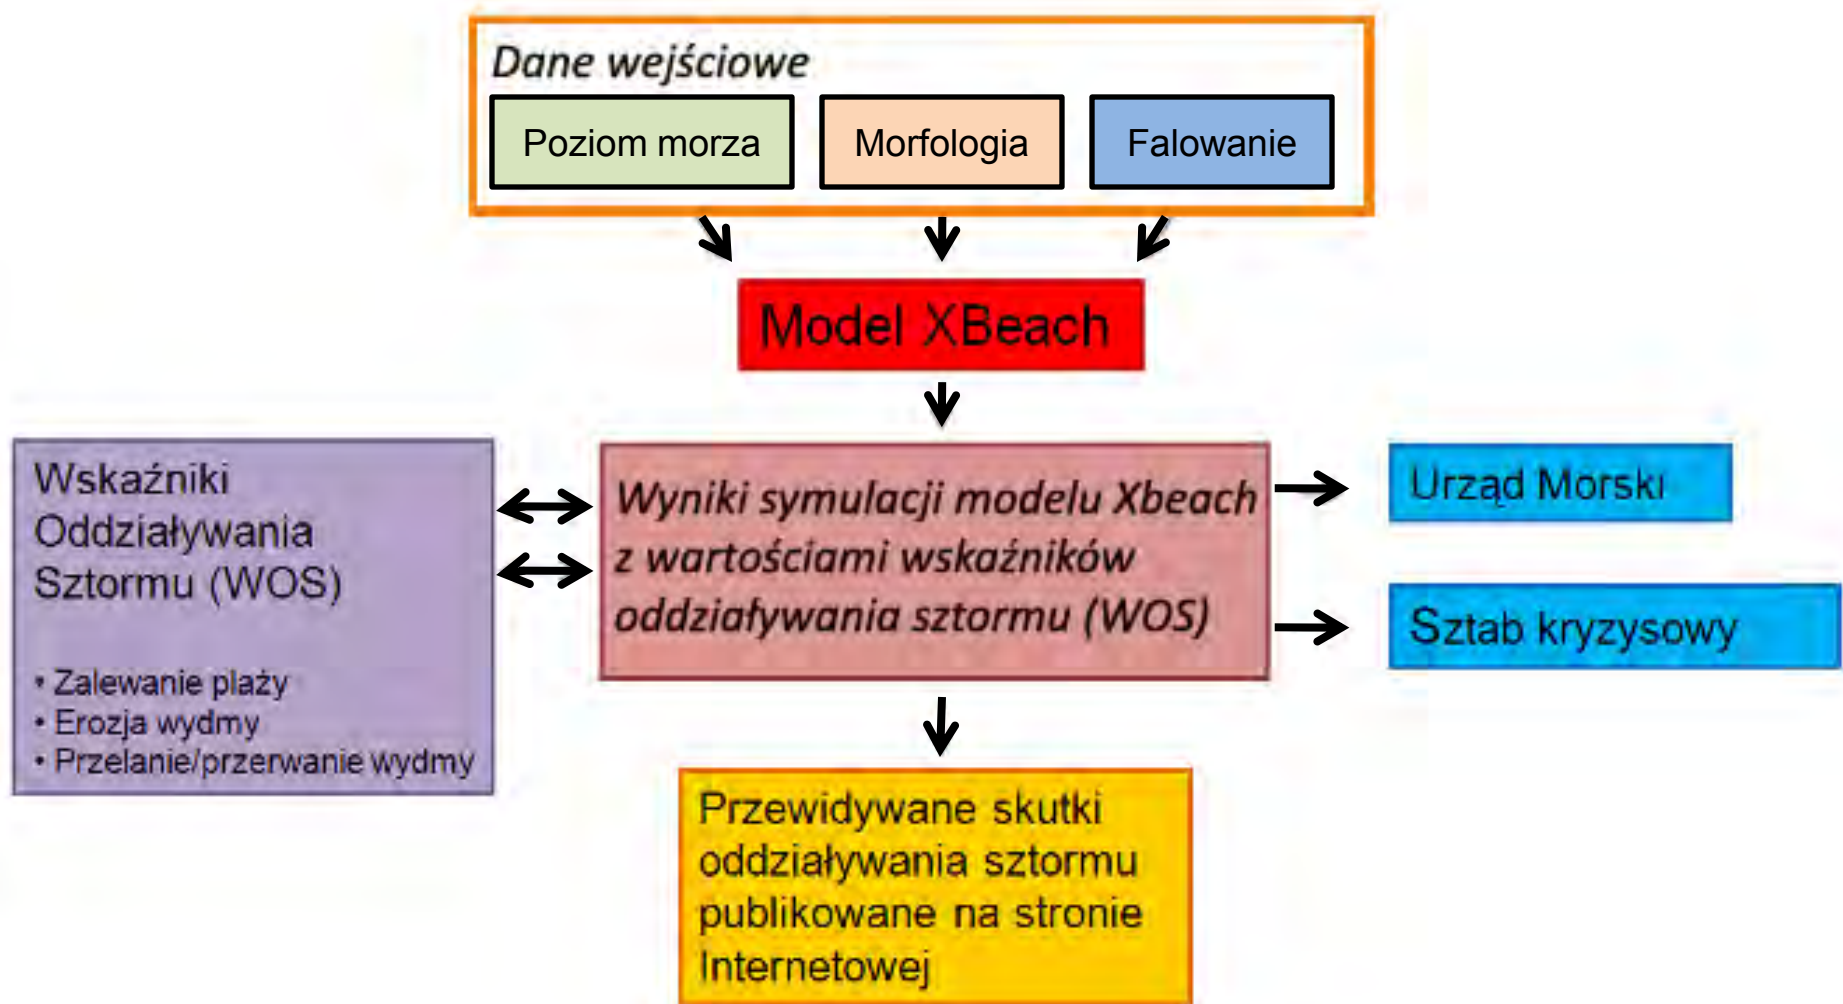 Dane wejściowe
Poziom morza
Morfologia
Falowanie
Model XBeach
Wskaźniki
Oddziaływania
Sztormu (WOS)
• Zalewanie plaży
• Erozja wydmy
• Przelanie/przerwanie wydmy
Wyniki symulacji modelu Xbeach
z wartościami wskaźników
oddziaływania sztormu (WOS)
Urząd Morski
Sztab kryzysowy
Przewidywane skutki
oddziaływania sztormu
publikowane na stronie
Internetowej